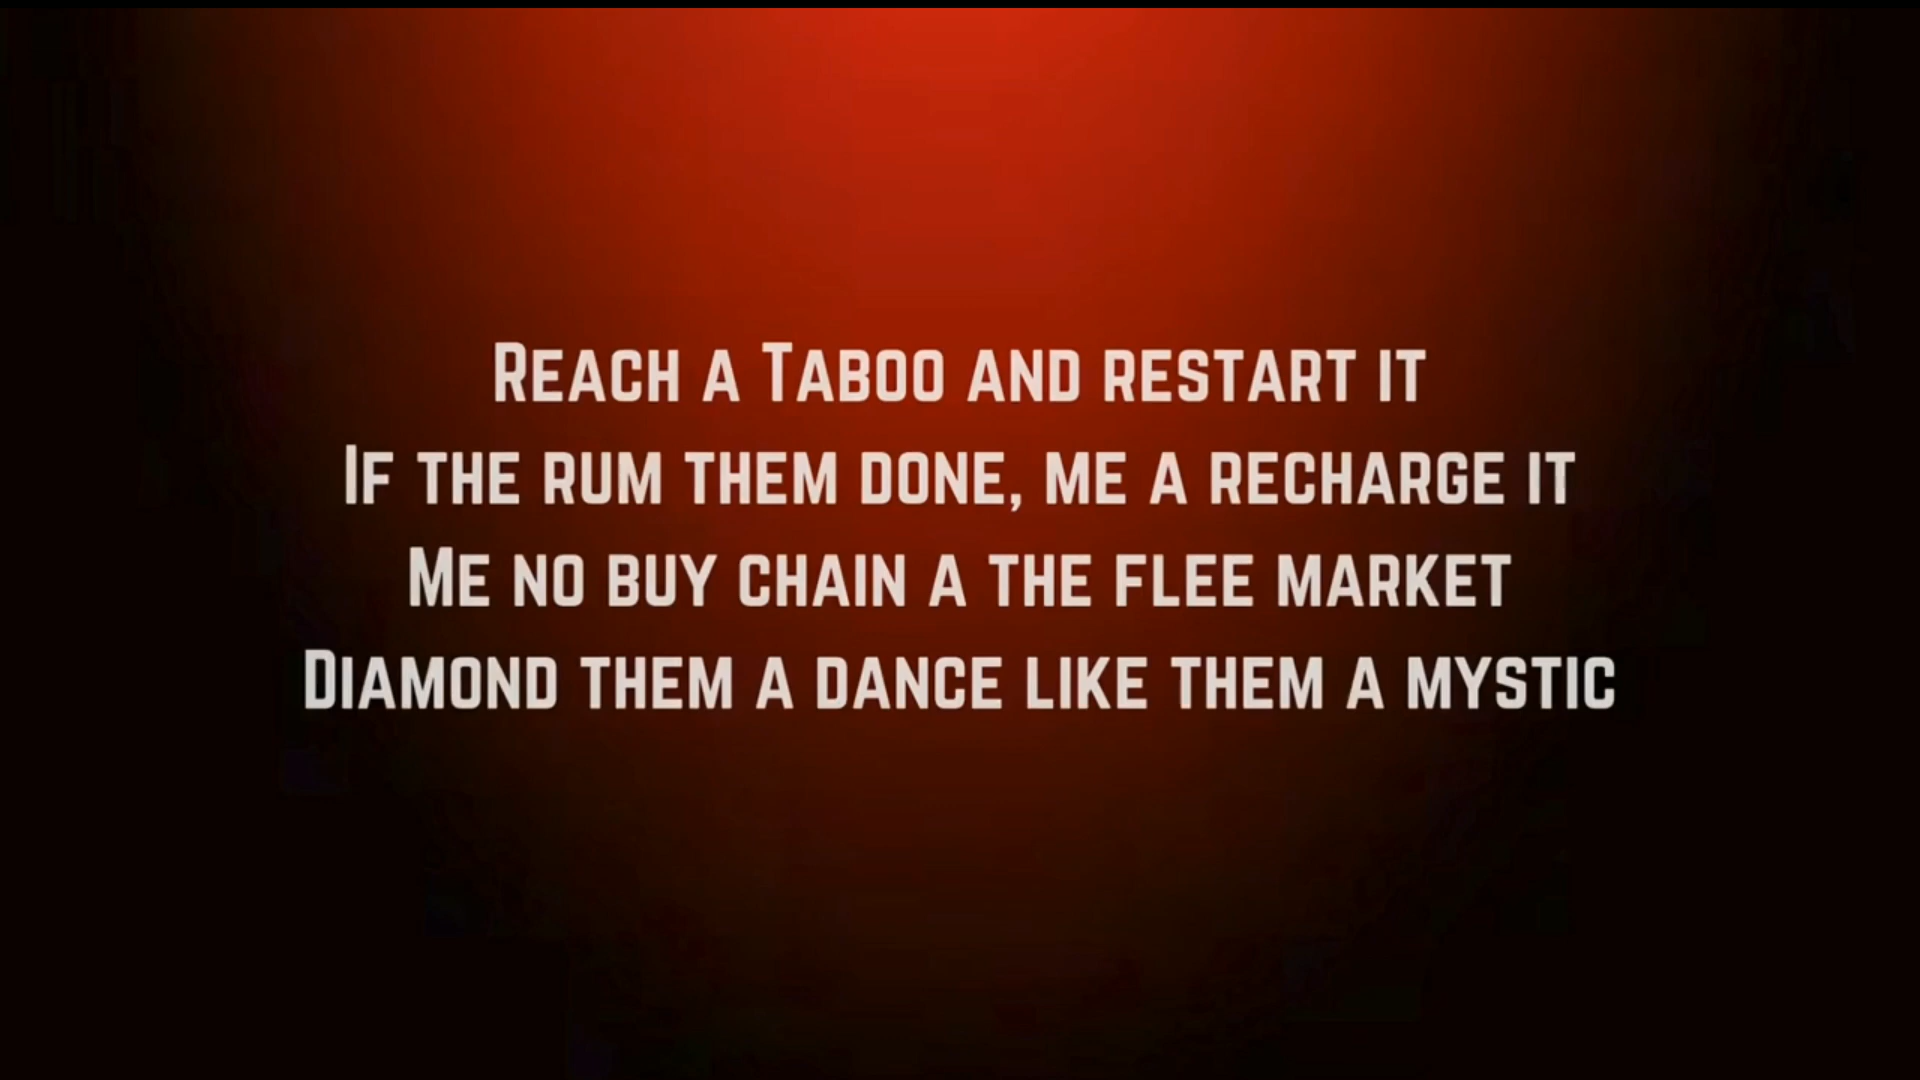 Reach a Taboo and restart it
If the rum them done, me a recharge it
Me no buy chain a the flee market
Diamond them a dance like them a mystic